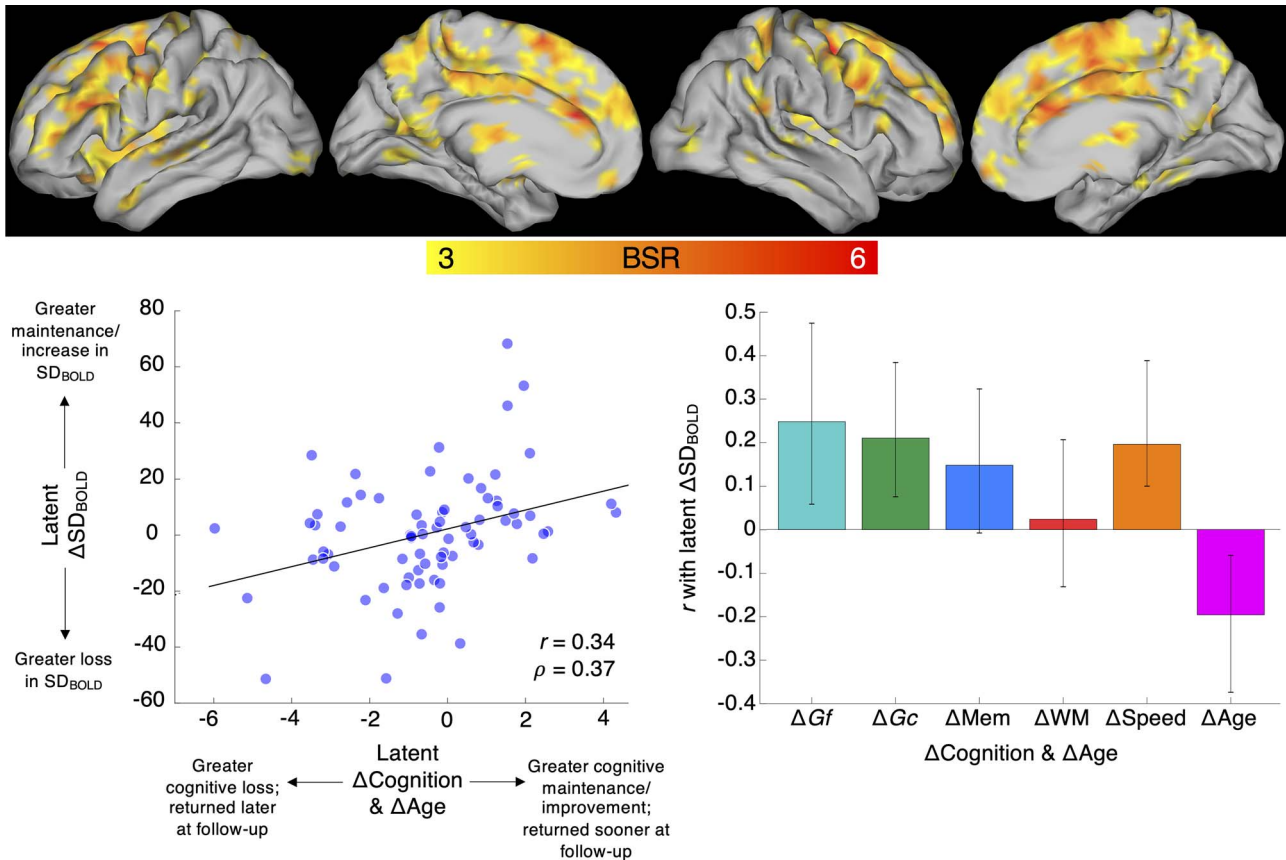 3 BSR 6
Greater
maintenance/
increase in
SDBOLD
Latent
ΔSDBOLD
Greater loss
in SDBOLD
80
60
40
20
0
-20
-40
-60
r = 0.34
ρ = 0.37
-6 -4 -2 0 2 4
Greater
cognitive loss;
returned later
at follow-up
Latent
ΔCognition
& ΔAge
Greater cognitive
maintenance/
improvement;
returned sooner at
follow-up
r with latent ΔSDBOLD
0.5
0.4
0.3
0.2
0.1
0
-0.1
-0.2
-0.3
-0.4
ΔGf ΔGc ΔMem ΔWM ΔSpeed ΔAge
ΔCognition & ΔAge